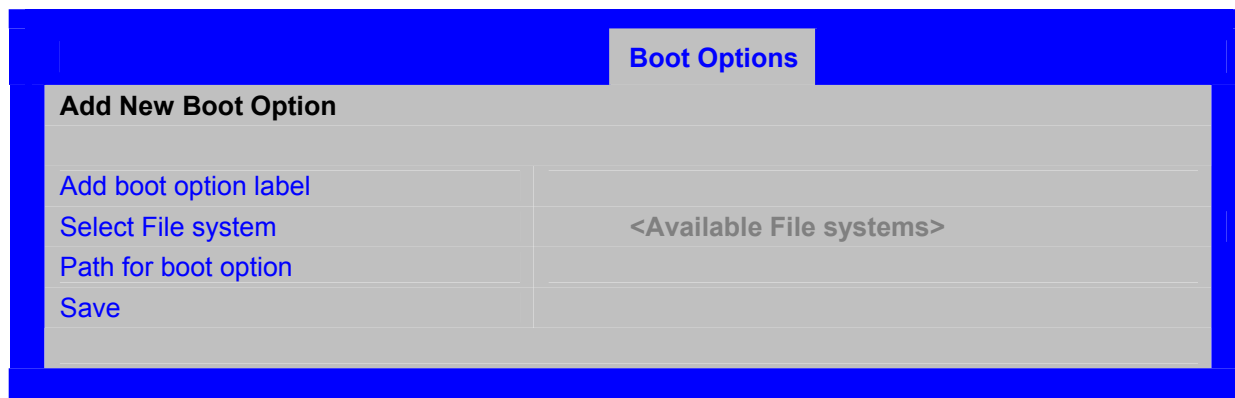 Boot Options
Add New Boot Option
Add boot option label
Select File system <Available File systems>
Path for boot option
Save